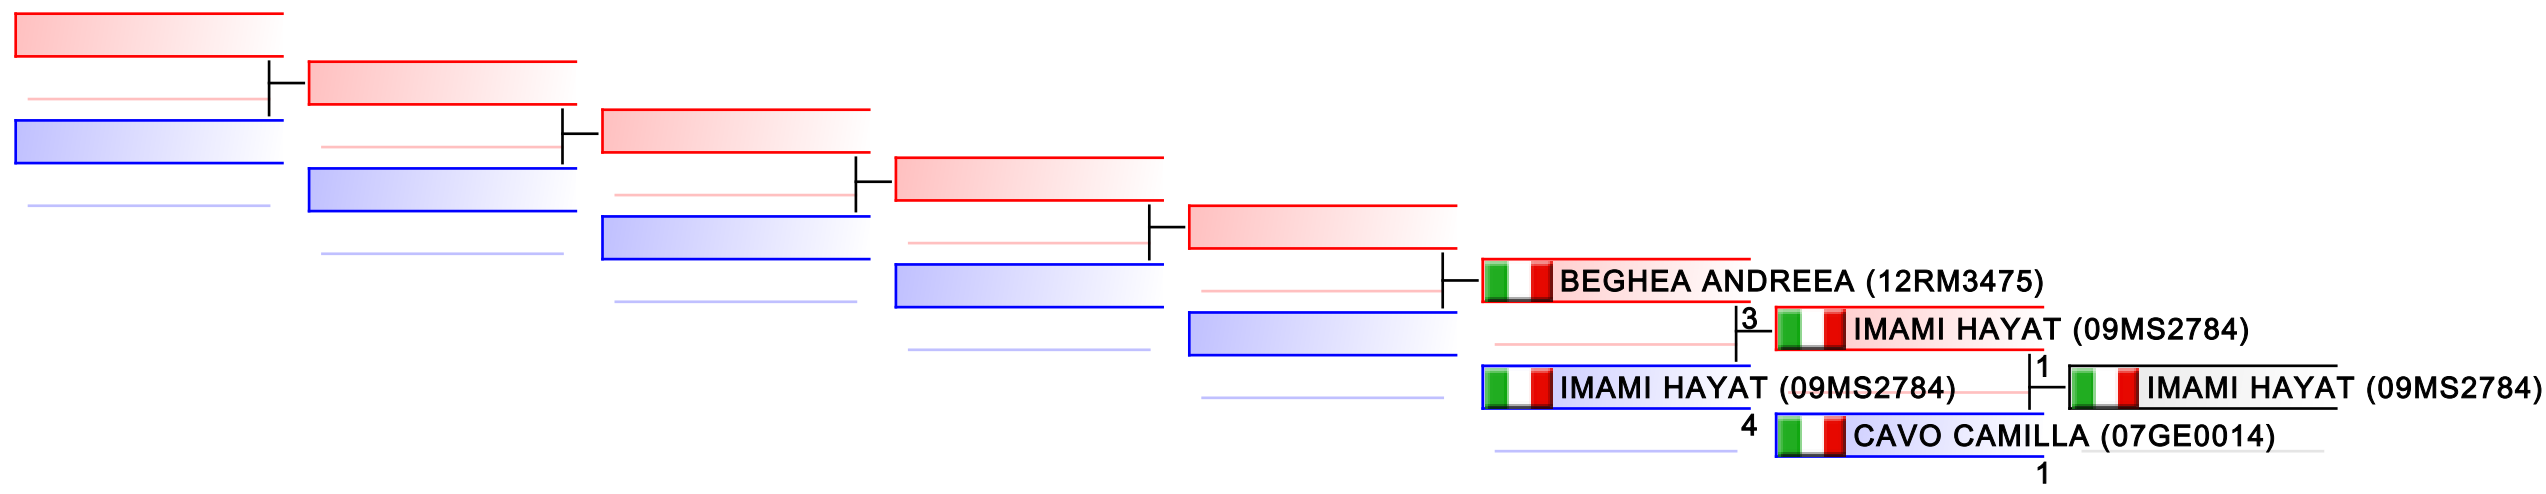 BEGHEA ANDREEA (12RM3475)
3
IMAMI HAYAT (09MS2784)
IMAMI HAYAT (09MS2784)
4
1
IMAMI HAYAT (09MS2784)
CAVO CAMILLA (07GE0014)
1